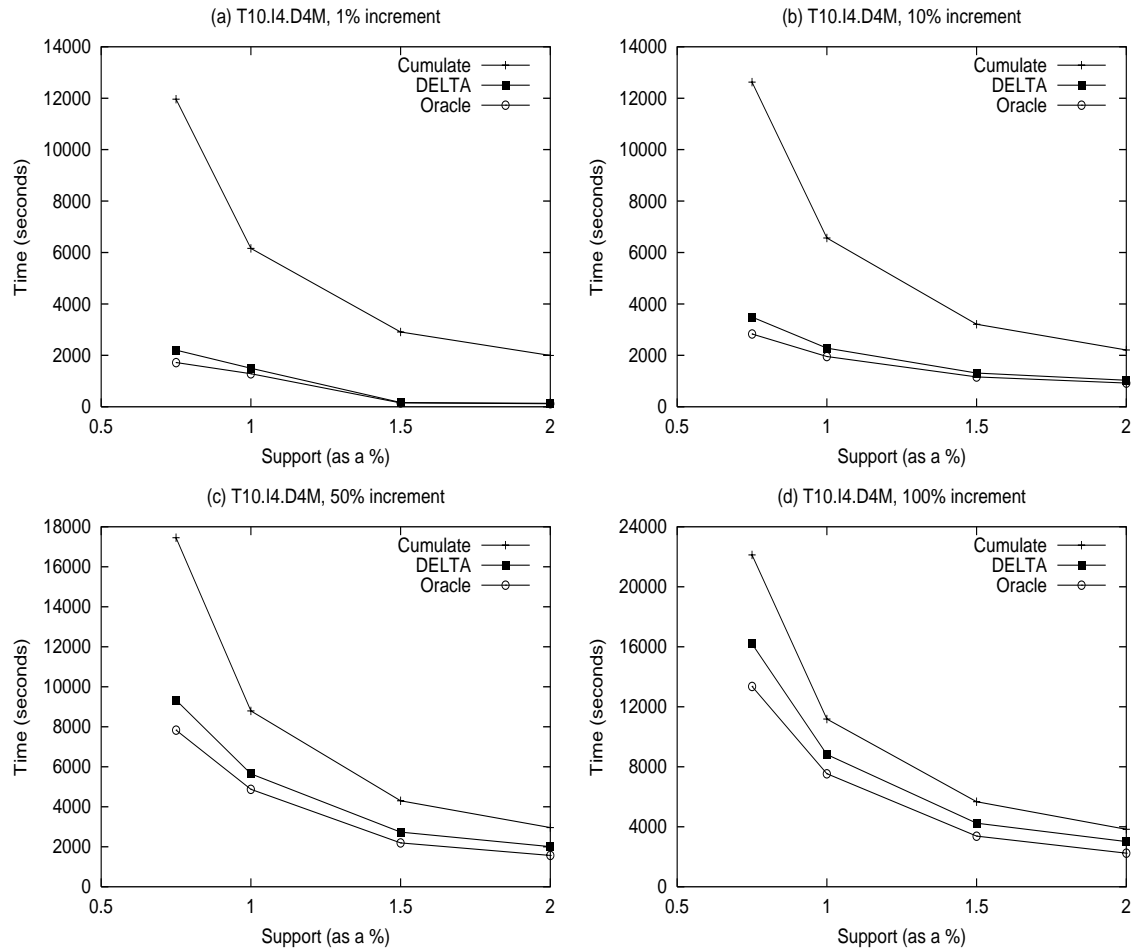 (a) T10.I4.D4M, 1% increment
14000
12000
10000
8000
6000
4000
2000
0
Time (seconds)
Cumulate
DELTA
Oracle
0.5
1
1.5
2
Support (as a %)
(b) T10.I4.D4M, 10% increment
14000
12000
10000
8000
6000
4000
2000
0
Time (seconds)
Cumulate
DELTA
Oracle
0.5
1
1.5
2
Support (as a %)
(c) T10.I4.D4M, 50% increment
18000
16000
14000
12000
10000
8000
6000
4000
2000
0
Time (seconds)
Cumulate
DELTA
Oracle
0.5
1
1.5
2
Support (as a %)
(d) T10.I4.D4M, 100% increment
24000
20000
16000
12000
8000
4000
0
Time (seconds)
Cumulate
DELTA
Oracle
0.5
1
1.5
2
Support (as a %)